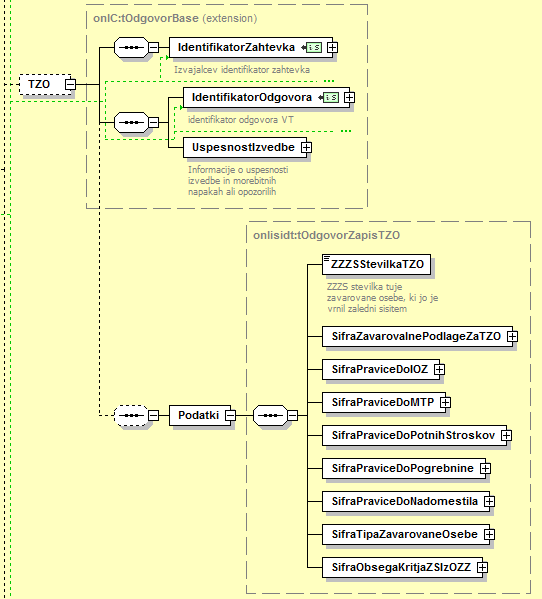 onIC:tOdgovorBase (extension)
IdentifikatorZahtevka
Izvajalcev identifikator zahtevka
TZO
IdentifikatorOdgovora
identifikator odgovora VT
UspesnostIzvedbe
Informacije o uspesnosti
izvedbe in morebitnih
napakah ali opozorilih
onlisidt:tOdgovorZapisTZO
ZZZSStevilkaTZO
ZZZS stevilka tuje
zavarovane osebe, ki jo je
vrnil zaledni sisitem
SifraZavarovalnePodlageZaTZO
SifraPraviceDoIOZ
SifraPraviceDoMTP
Podatki
SifraPraviceDoPotnihStroskov
SifraPraviceDoPogrebnine
SifraPraviceDoNadomestila
SifraTipaZavarovaneOsebe
SifraObsegaKritjaZSIzOZZ